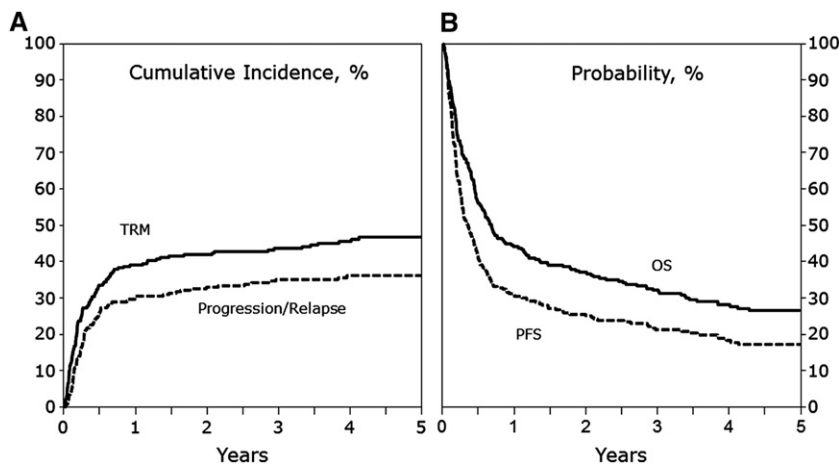 A
B
100
90
80
70
60
50
40
30
20
10
0
Cumulative Incidence, %
TRM
Progression/Relapse
0 1 2 3 4 5
Years
Probability, %
OS
PFS
100
90
80
70
60
50
40
30
20
10
0
0 1 2 3 4 5
Years